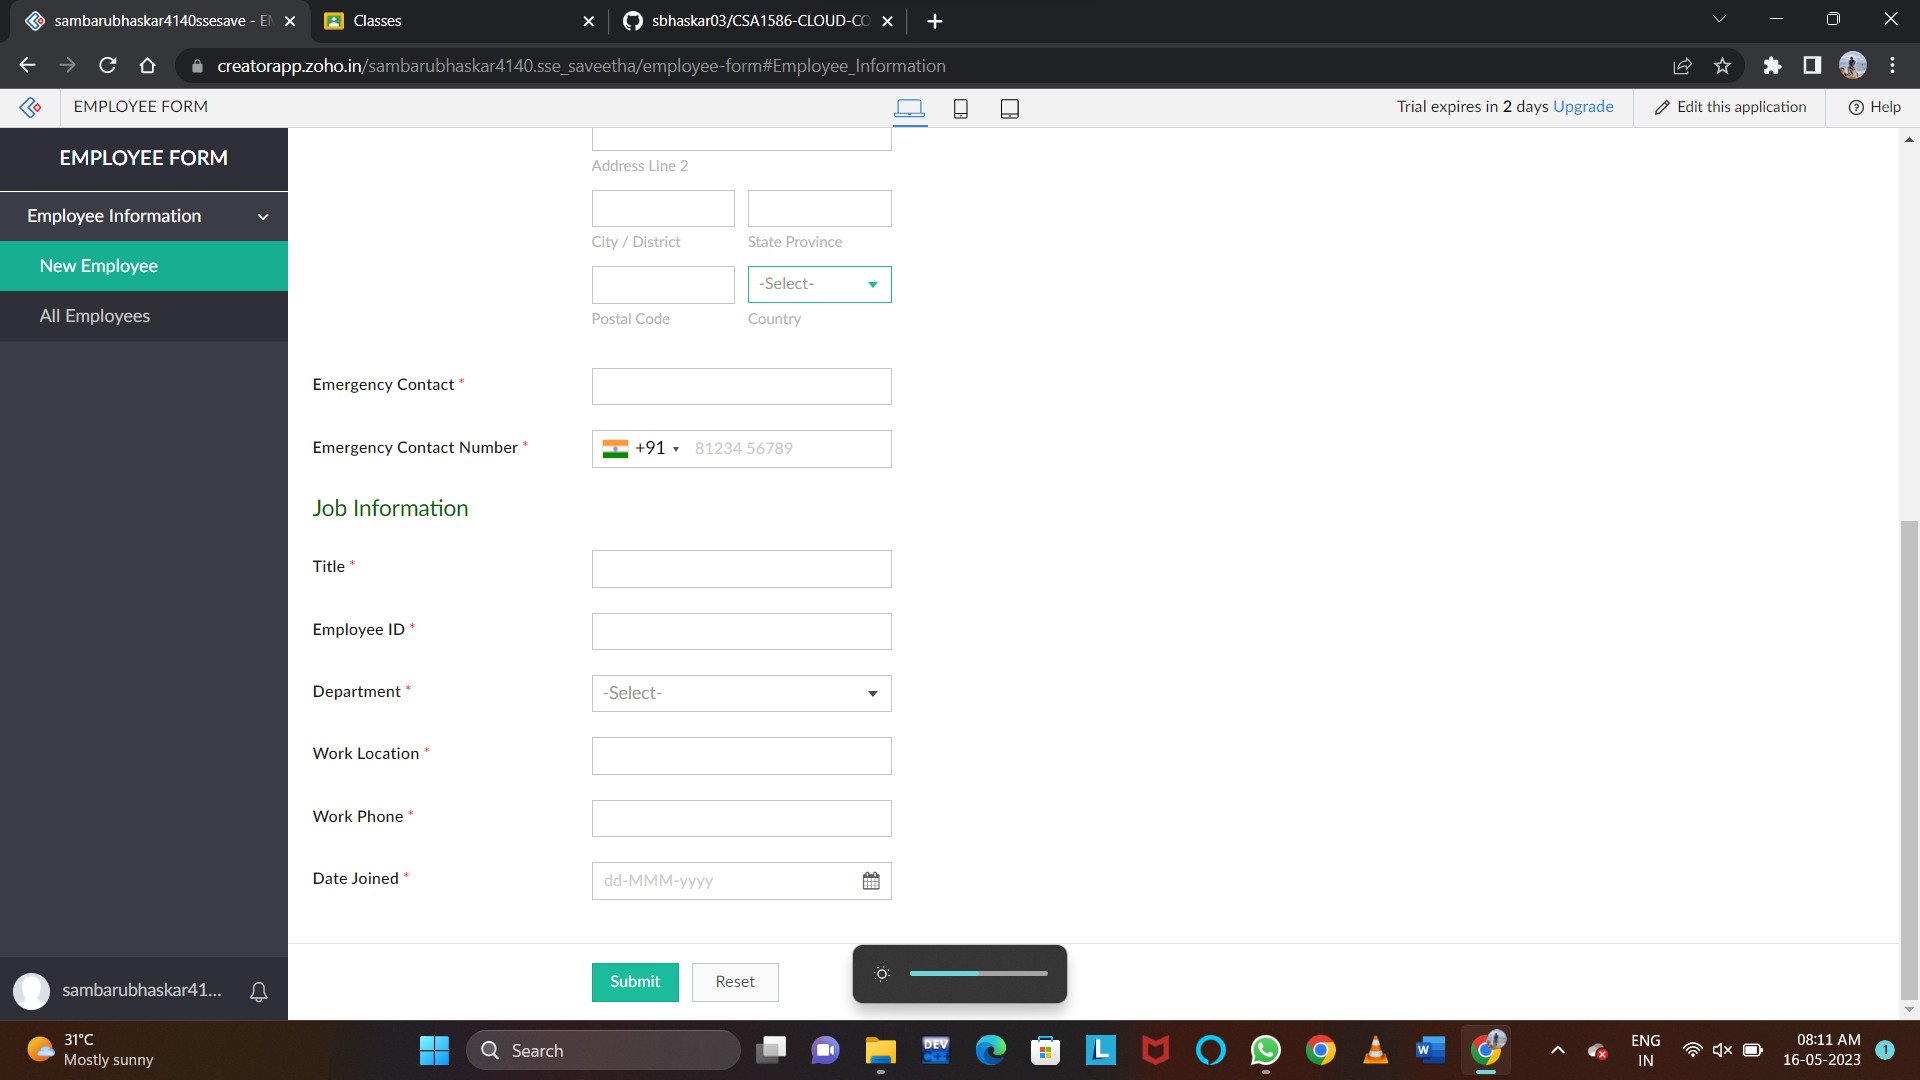 sambarubhaskar4140ssesave - EM
Classes
sbhaskar03/CSA1586-CLOUD-CO
creatorapp.zoho.in/sambarubhaskar4140.sse_saveetha/employee-form#Employee_Information
EMPLOYEE FORM
Trial expires in 2 days Upgrade
Edit this application
Help
EMPLOYEE FORM
Employee Information
New Employee
All Employees
Address Line 2
City / District
State Province
-Select-
Postal Code
Country
Emergency Contact *
Emergency Contact Number *
+91
81234 56789
Job Information
Title *
Employee ID *
Department *
-Select-
Work Location *
Work Phone *
Date Joined *
dd-MMM-yyyy
Submit
Reset
sambarubhaskar41...
31°C
Mostly sunny
Search
DEV
C++
L
W
ENG
IN
08:11 AM
16-05-2023
1